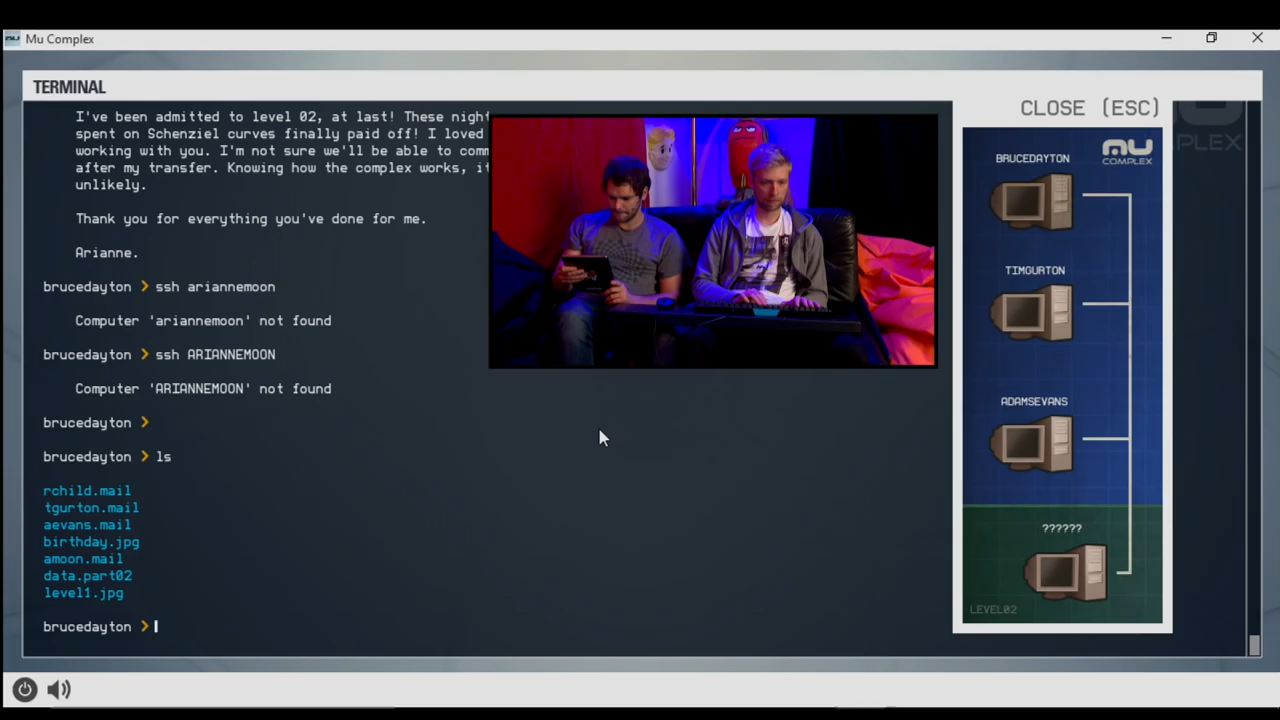 Mu Complex
TERMINAL
I've been admitted to level 02, at last! These night
spent on Schenziel curves finally paid off! I loved
working with you. I'm not sure we'll be able to comm
after my transfer. Knowing how the complex works, it
unlikely.
Thank you for everything you've done for me.
Arianne.
brucedayton > ssh ariannemoon
Computer 'ariannemoon' not found
brucedayton > ssh ARIANNEMOON
Computer 'ARIANNEMOON' not found
brucedayton >
brucedayton > ls
rchild.mail
tgurton.mail
aevans.mail
birthday.jpg
amoon.mail
data.part02
level1.jpg
brucedayton >
CLOSE (ESC)
MU
COMPLEX
BRUCEDAYTON
TIMGURTON
ADAMSEVANS
??????
LEVEL02